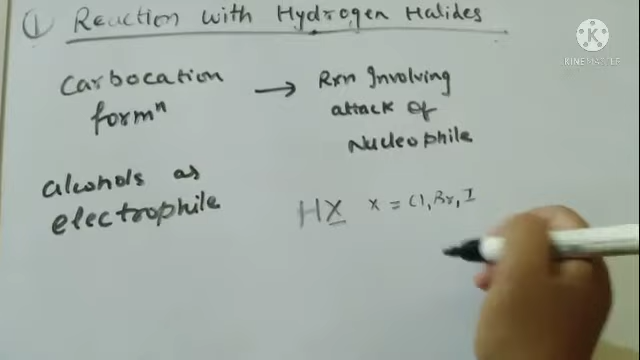 ① Reaction with Hydrogen Halides
Carbocation formⁿ → Rxn Involving attack of Nucleophile
alcohols as electrophile
HX X = Cl, Br, I
KINEMASTER